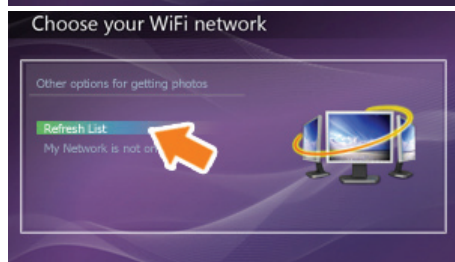 Choose your WiFi network
Other options for getting photos
Refresh List
My Network is not